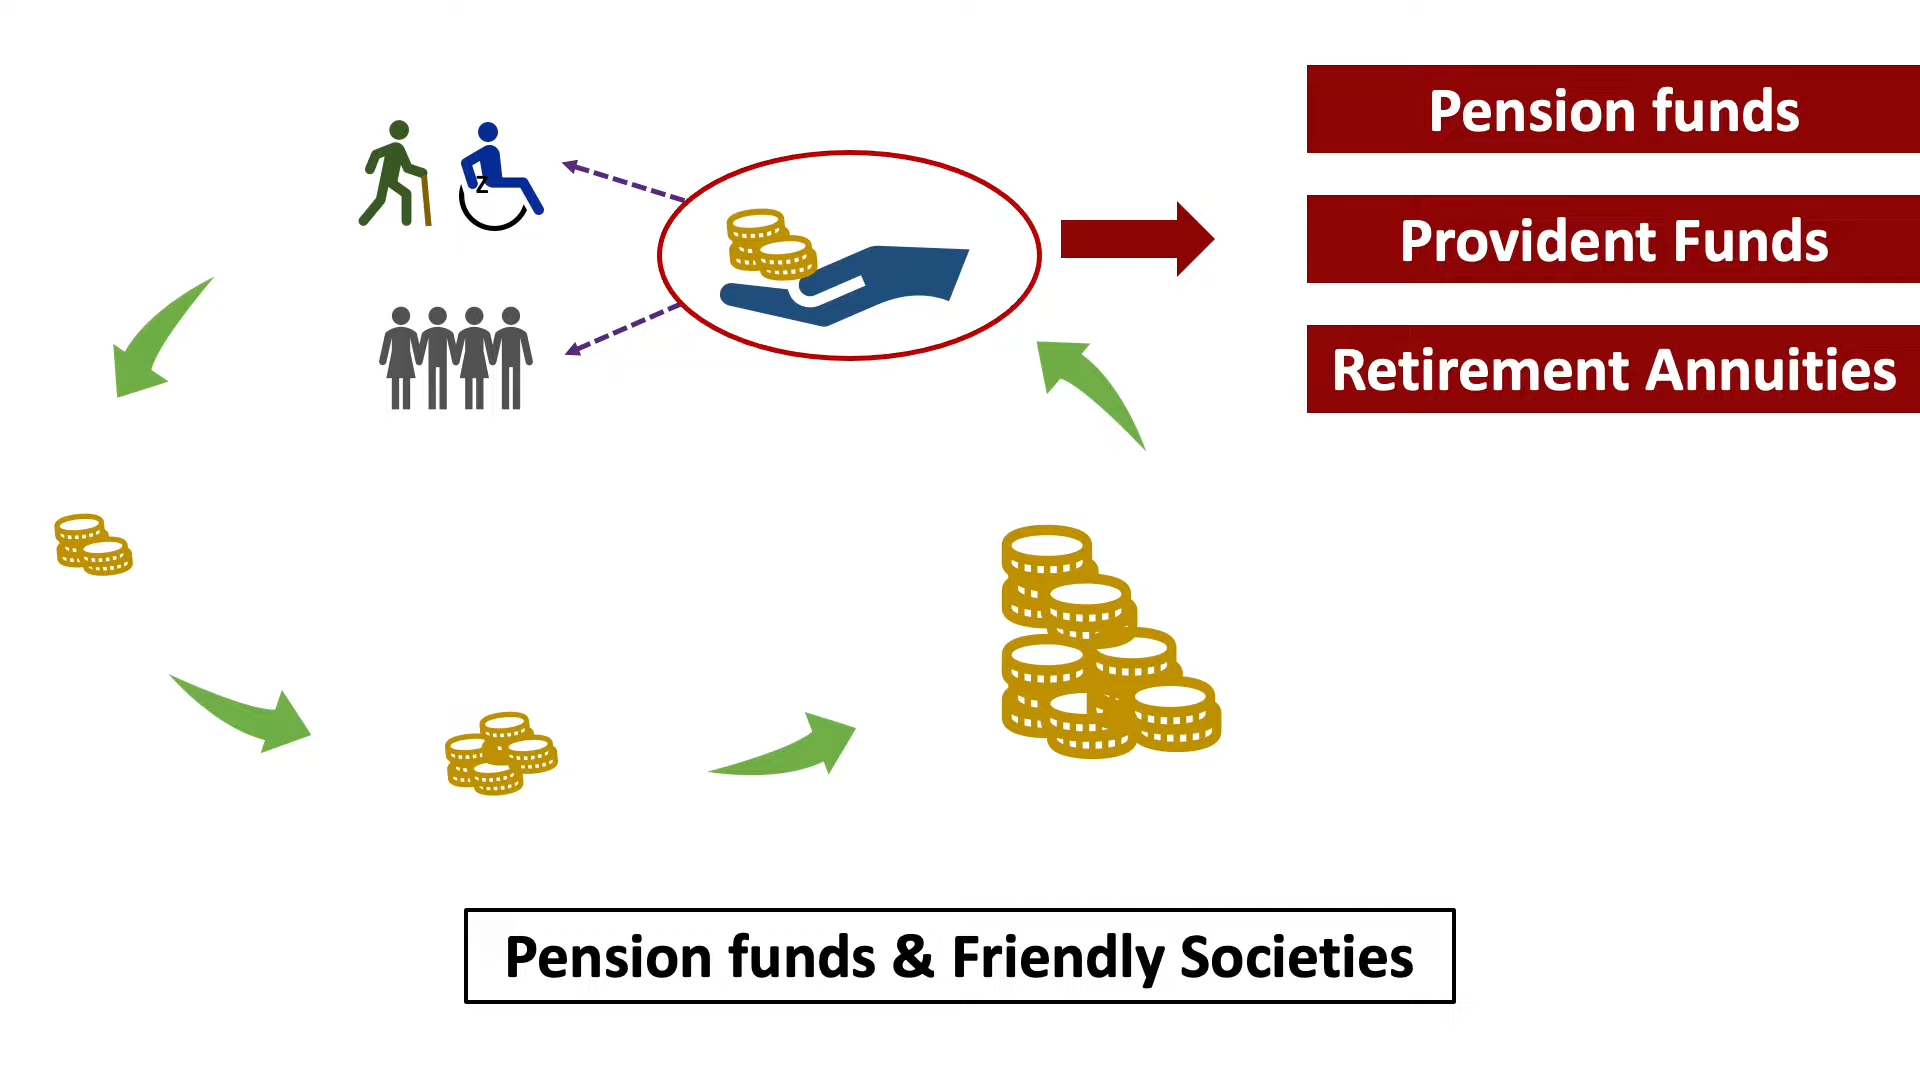 Pension funds
Provident Funds
Retirement Annuities
Z
Pension funds & Friendly Societies